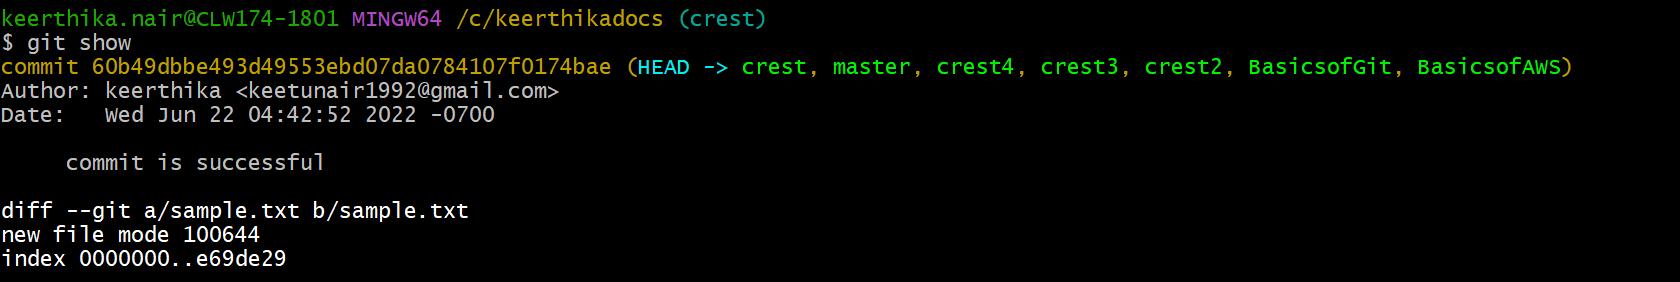 keerthika.nair@CLW174-1801 MINGW64 /c/keerthikadocs (crest)
$ git show
commit 60b49dbbe493d49553ebd07da0784107f0174bae (HEAD -> crest, master, crest4, crest3, crest2, BasicsofGit, BasicsofAWS)
Author: keerthika <keetunair1992@gmail.com>
Date:   Wed Jun 22 04:42:52 2022 -0700
    commit is successful
diff --git a/sample.txt b/sample.txt
new file mode 100644
index 0000000..e69de29